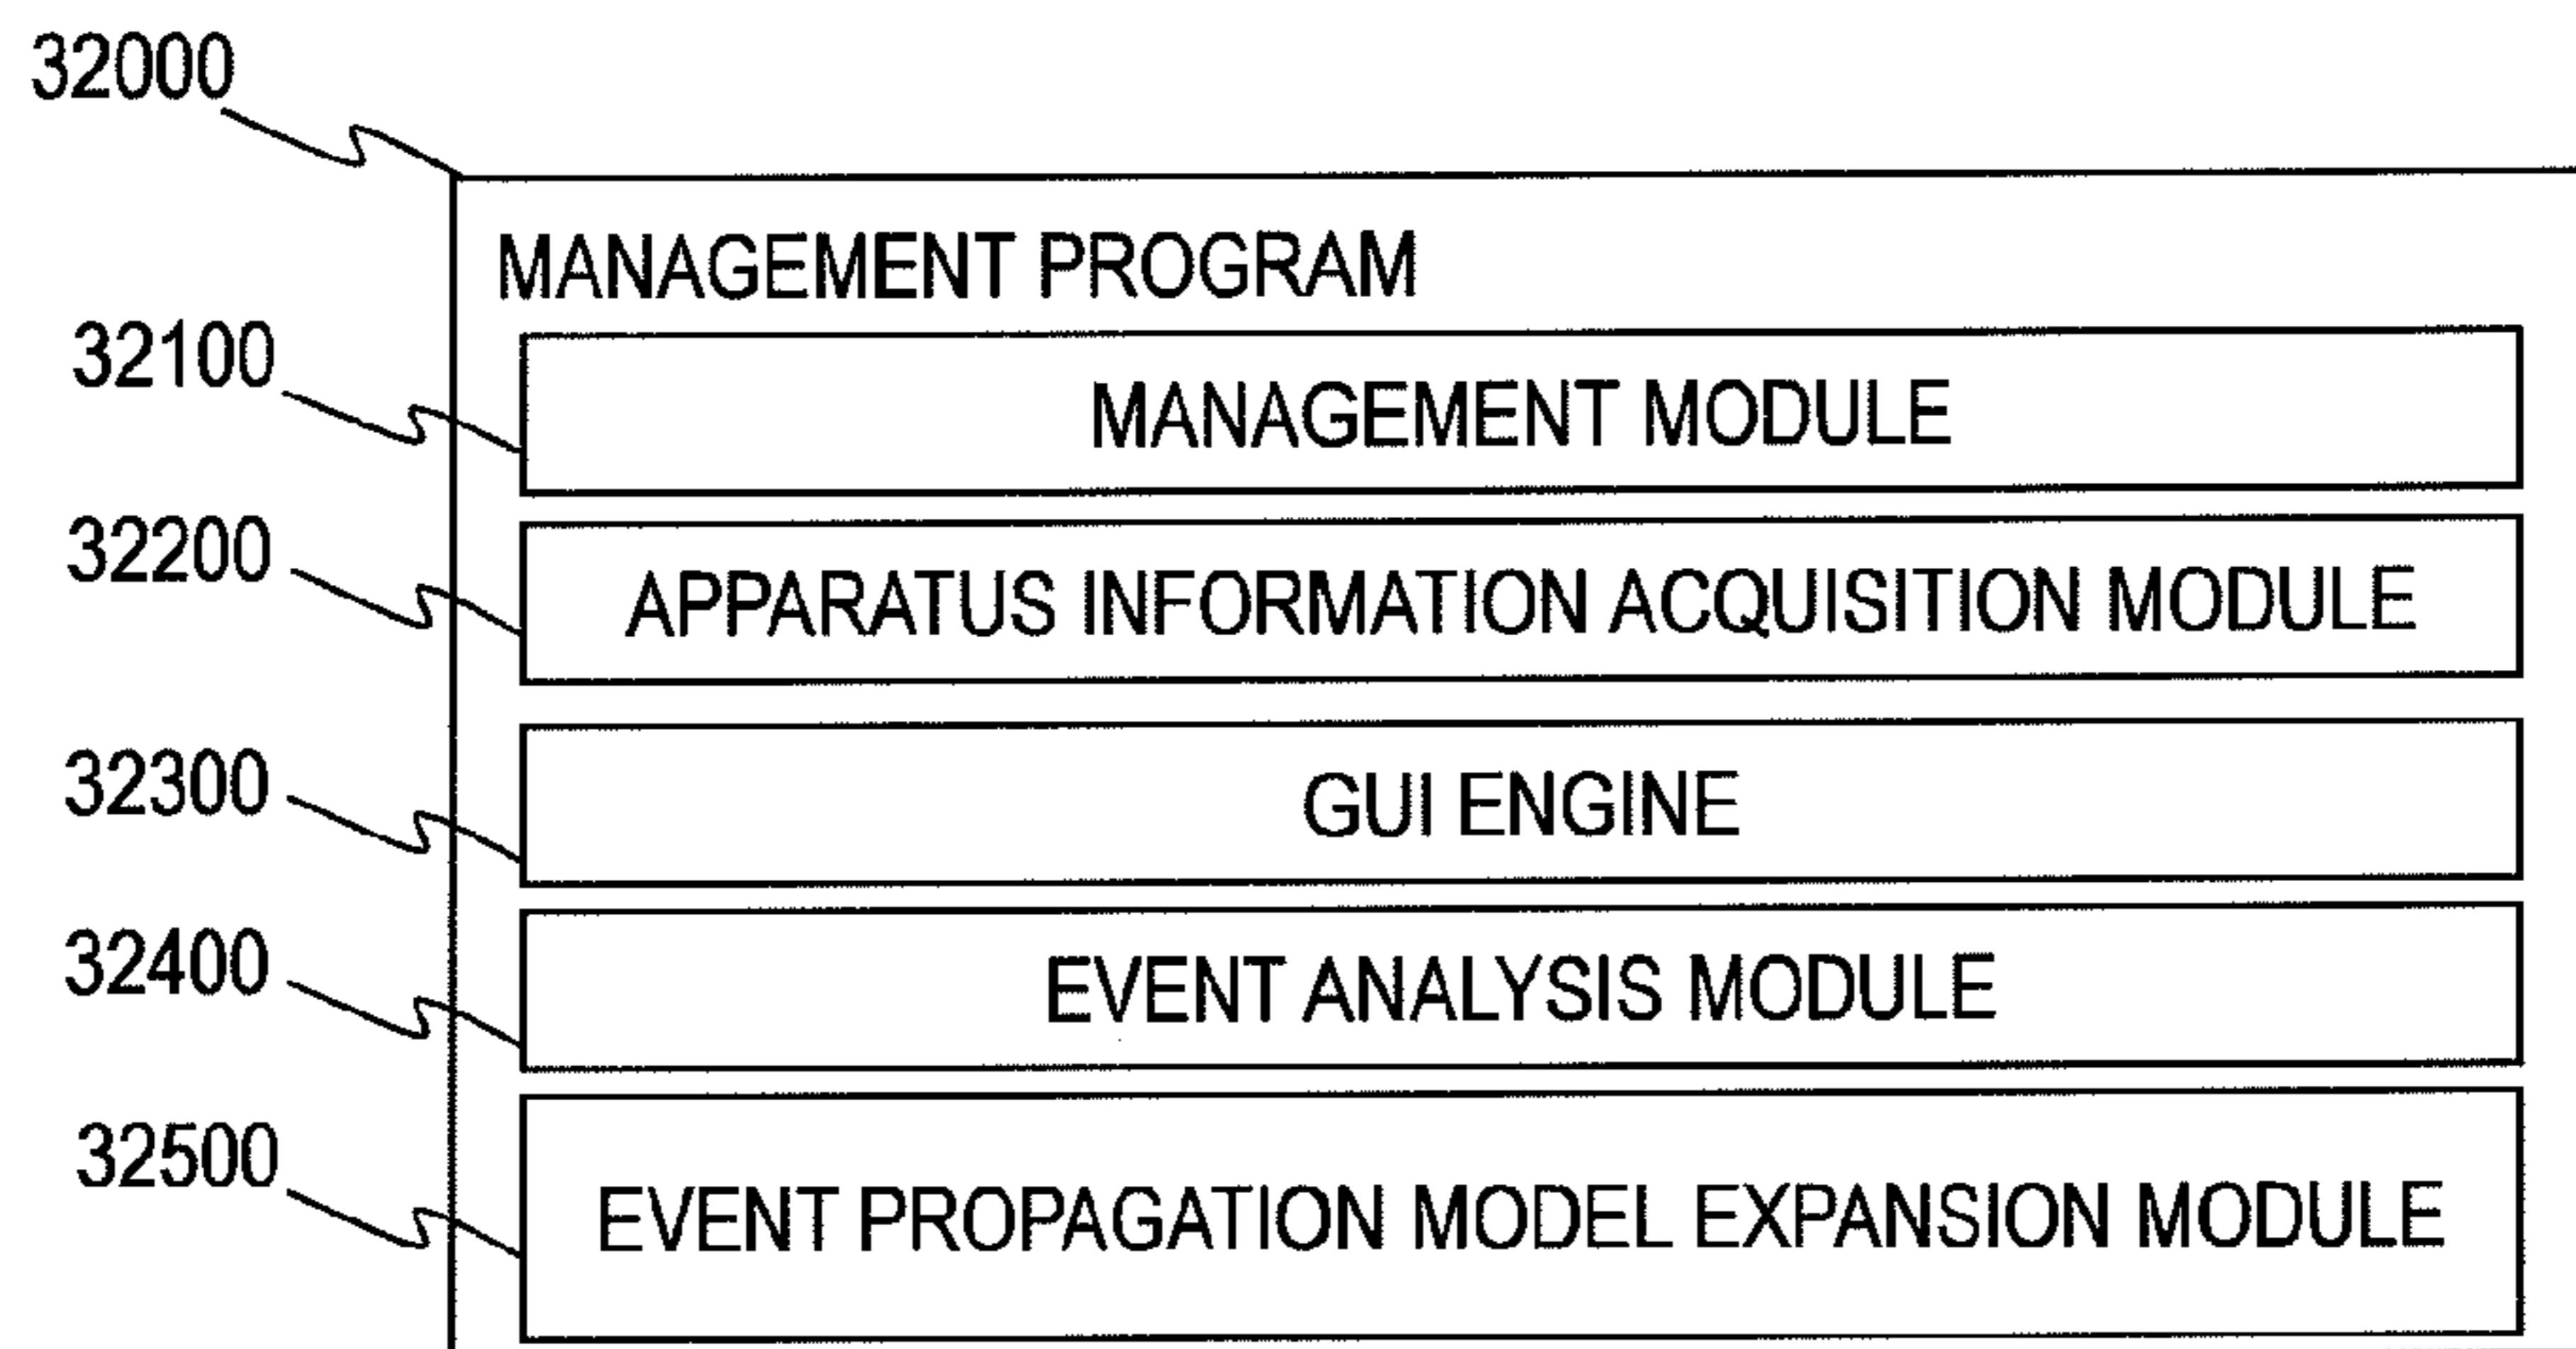 32000
MANAGEMENT PROGRAM
32100
MANAGEMENT MODULE
32200
APPARATUS INFORMATION ACQUISITION MODULE
32300
GUI ENGINE
32400
EVENT ANALYSIS MODULE
32500
EVENT PROPAGATION MODEL EXPANSION MODULE